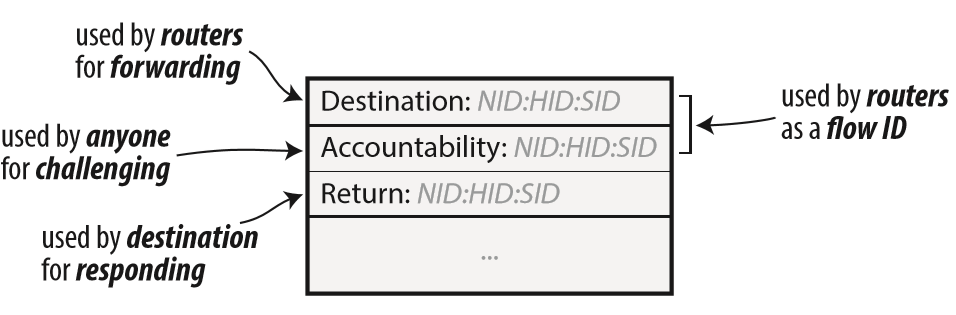 used by routers
for forwarding
used by anyone
for challenging
used by destination
for responding
Destination: NID:HID:SID
Accountability: NID:HID:SID
Return: NID:HID:SID
...
used by routers
as a flow ID